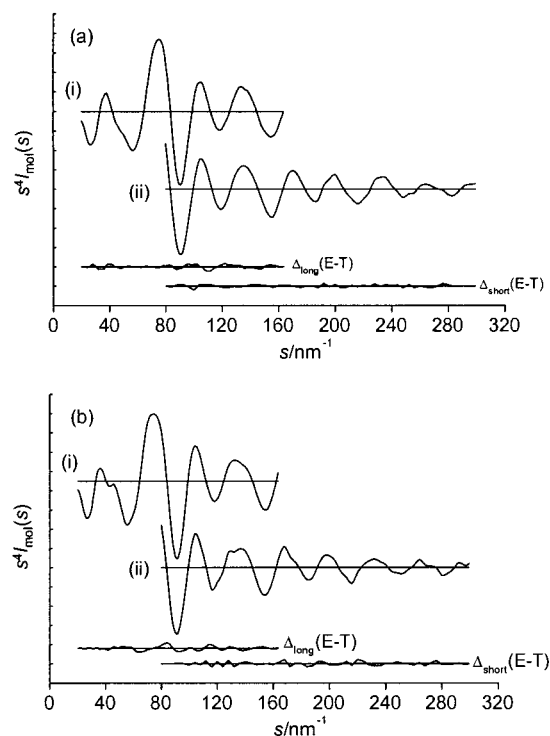 (a)
(i)
s⁴Iₘₒₗ(s)
(ii)
Δlong(E-T)
Δshort(E-T)
0 40 80 120 160 200 240 280 320
s/nm⁻¹
(b)
(i)
s⁴Iₘₒₗ(s)
(ii)
Δlong(E-T)
Δshort(E-T)
0 40 80 120 160 200 240 280 320
s/nm⁻¹